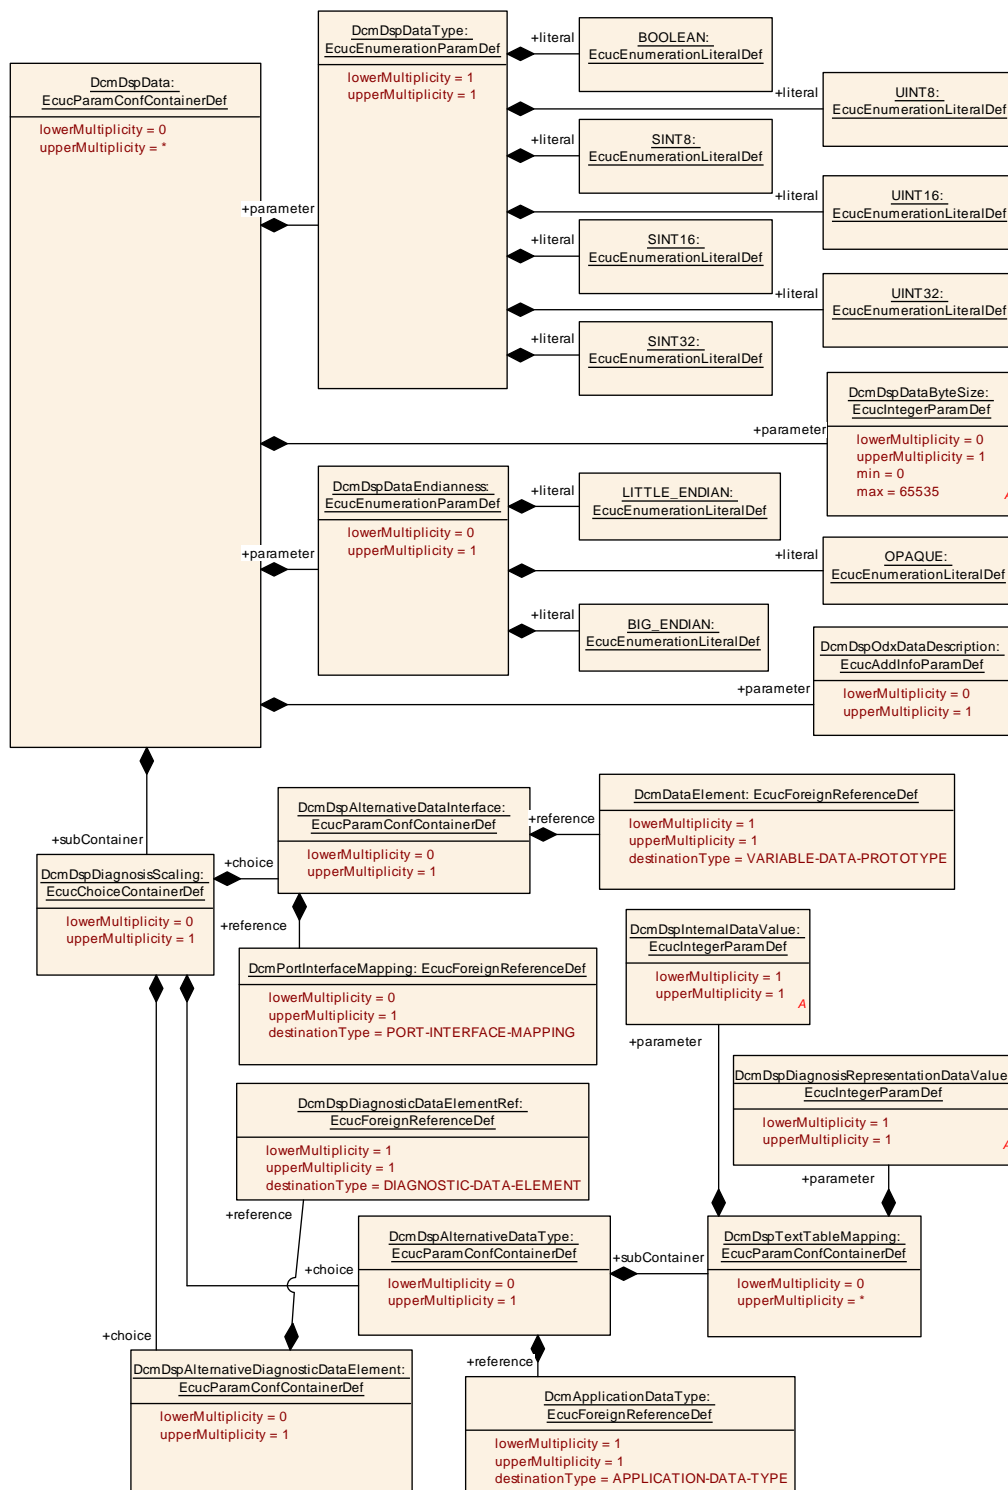 DcmDspData:
EcucParamConfContainerDef
lowerMultiplicity = 0
upperMultiplicity = *
DcmDspDataType:
EcucEnumerationParamDef
lowerMultiplicity = 1
upperMultiplicity = 1
+parameter
+literal
BOOLEAN:
EcucEnumerationLiteralDef
+literal
UINT8:
EcucEnumerationLiteralDef
+literal
SINT8:
EcucEnumerationLiteralDef
+literal
UINT16:
EcucEnumerationLiteralDef
+literal
SINT16:
EcucEnumerationLiteralDef
+literal
UINT32:
EcucEnumerationLiteralDef
+literal
SINT32:
EcucEnumerationLiteralDef
+parameter
DcmDspDataByteSize:
EcucIntegerParamDef
lowerMultiplicity = 0
upperMultiplicity = 1
min = 0
max = 65535
+parameter
DcmDspDataEndianness:
EcucEnumerationParamDef
lowerMultiplicity = 0
upperMultiplicity = 1
+literal
LITTLE_ENDIAN:
EcucEnumerationLiteralDef
+literal
OPAQUE:
EcucEnumerationLiteralDef
+literal
BIG_ENDIAN:
EcucEnumerationLiteralDef
+parameter
DcmDspOdxDataDescription:
EcucAddInfoParamDef
lowerMultiplicity = 0
upperMultiplicity = 1
+subContainer
DcmDspDiagnosisScaling:
EcucChoiceContainerDef
lowerMultiplicity = 0
upperMultiplicity = 1
+choice
DcmDspAlternativeDataInterface:
EcucParamConfContainerDef
lowerMultiplicity = 0
upperMultiplicity = 1
+reference
DcmDataElement: EcucForeignReferenceDef
lowerMultiplicity = 1
upperMultiplicity = 1
destinationType = VARIABLE-DATA-PROTOTYPE
+reference
DcmPortInterfaceMapping: EcucForeignReferenceDef
lowerMultiplicity = 0
upperMultiplicity = 1
destinationType = PORT-INTERFACE-MAPPING
DcmDspInternalDataValue:
EcucIntegerParamDef
lowerMultiplicity = 1
upperMultiplicity = 1
A
+parameter
DcmDspDiagnosisRepresentationDataValue
EcucIntegerParamDef
lowerMultiplicity = 1
upperMultiplicity = 1
+parameter
DcmDspDiagnosticDataElementRef:
EcucForeignReferenceDef
lowerMultiplicity = 1
upperMultiplicity = 1
destinationType = DIAGNOSTIC-DATA-ELEMENT
+reference
+choice
DcmDspAlternativeDataType:
EcucParamConfContainerDef
lowerMultiplicity = 0
upperMultiplicity = 1
+subContainer
DcmDspTextTableMapping:
EcucParamConfContainerDef
lowerMultiplicity = 0
upperMultiplicity = *
+choice
DcmDspAlternativeDiagnosticDataElement:
EcucParamConfContainerDef
lowerMultiplicity = 0
upperMultiplicity = 1
+reference
DcmApplicationDataType:
EcucForeignReferenceDef
lowerMultiplicity = 1
upperMultiplicity = 1
destinationType = APPLICATION-DATA-TYPE